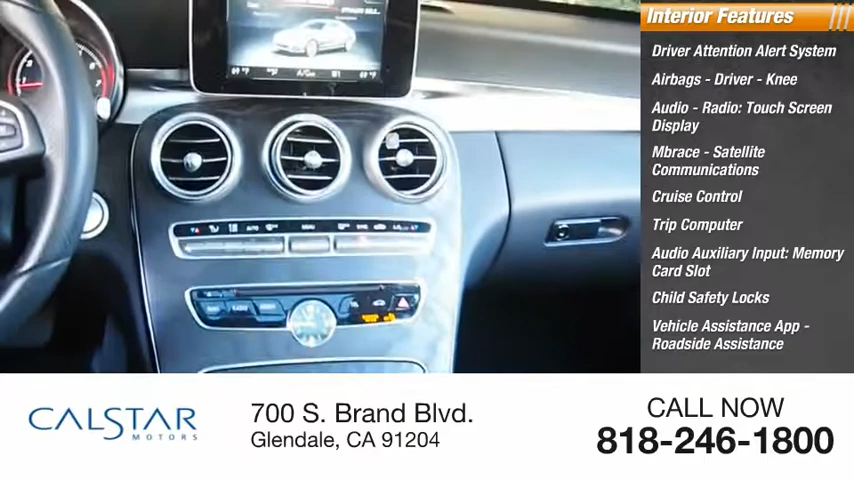 Interior Features
Driver Attention Alert System
Airbags - Driver - Knee
Audio - Radio: Touch Screen
Display
Mbrace - Satellite
Communications
Cruise Control
Trip Computer
Audio Auxiliary Input: Memory
Card Slot
Child Safety Locks
Vehicle Assistance App -
Roadside Assistance
CALSTAR
MOTORS
700 S. Brand Blvd.
Glendale, CA 91204
CALL NOW
818-246-1800